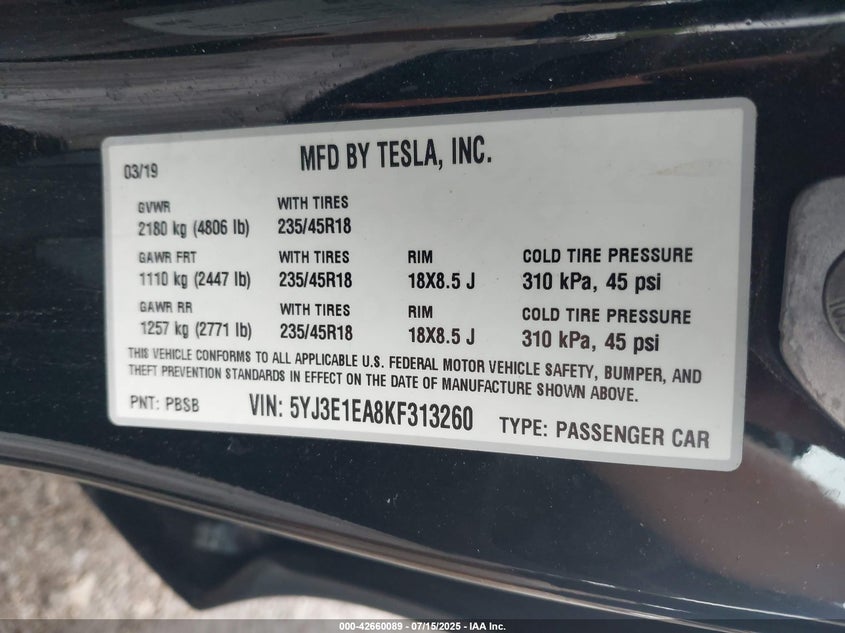 03/19 MFD BY TESLA, INC.
GVWR WITH TIRES
2180 kg (4806 lb) 235/45R18
GAWR FRT WITH TIRES RIM COLD TIRE PRESSURE
1110 kg (2447 lb) 235/45R18 18X8.5 J 310 kPa, 45 psi
GAWR RR WITH TIRES RIM COLD TIRE PRESSURE
1257 kg (2771 lb) 235/45R18 18X8.5 J 310 kPa, 45 psi
THIS VEHICLE CONFORMS TO ALL APPLICABLE U.S. FEDERAL MOTOR VEHICLE SAFETY, BUMPER, AND
THEFT PREVENTION STANDARDS IN EFFECT ON THE DATE OF MANUFACTURE SHOWN ABOVE.
PNT: PBSB VIN: 5YJ3E1EA8KF313260 TYPE: PASSENGER CAR
000-42660089 - 07/15/2025 - IAA Inc.